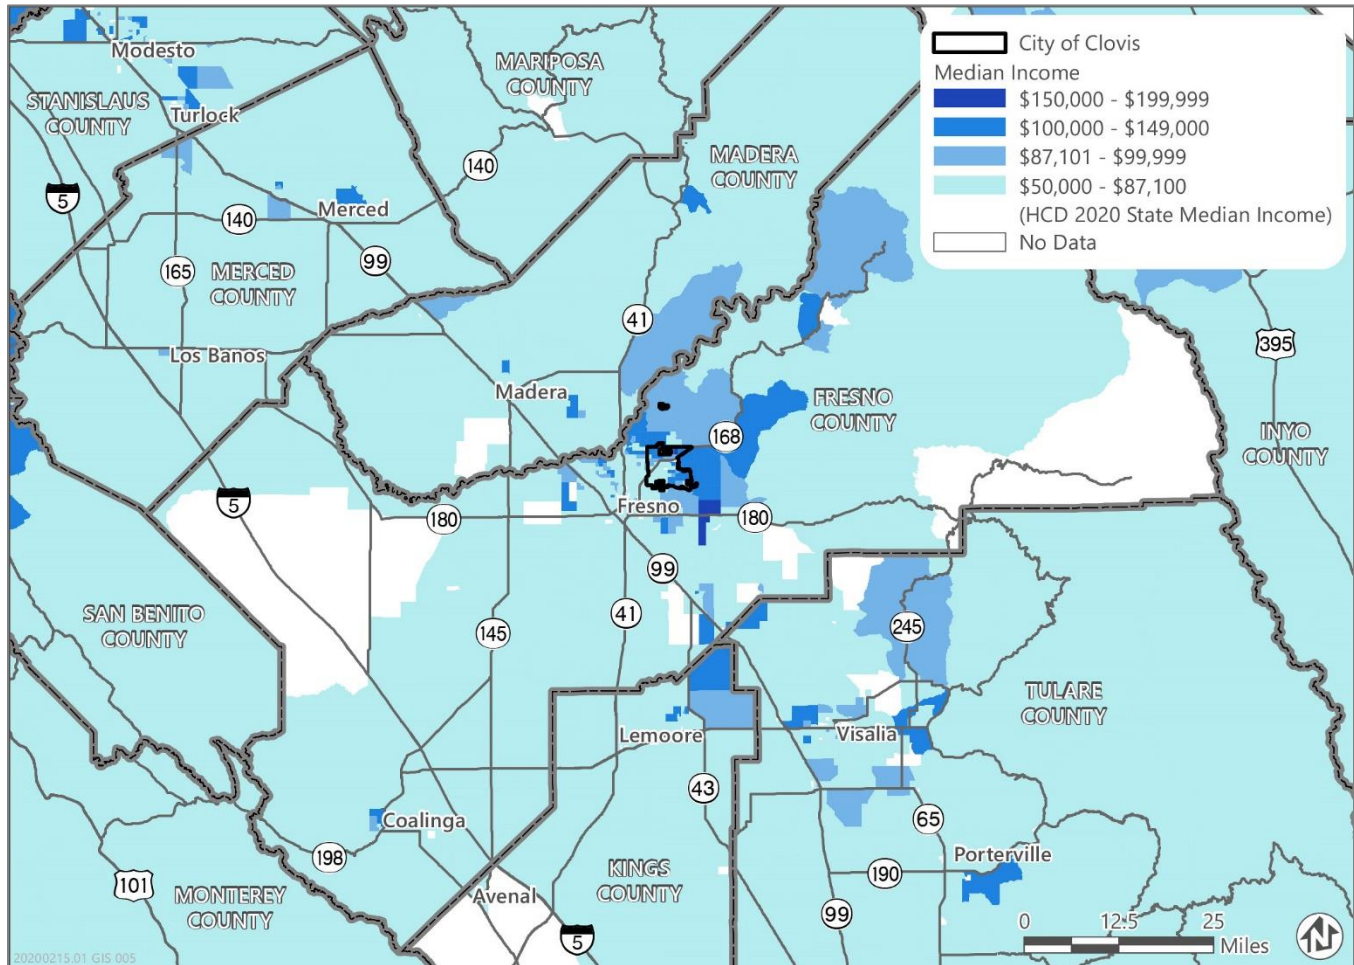 City of Clovis
Median Income
$150,000 - $199,999
$100,000 - $149,000
$87,101 - $99,999
$50,000 - $87,100
(HCD 2020 State Median Income)
No Data
Modesto
MARIPOSA
COUNTY
STANISLAUS
COUNTY
Turlock
140
MADERA
COUNTY
5
Merced
140
99
165
MERCED
COUNTY
41
395
Los Banos
Madera
FRESNO
COUNTY
168
INYO
COUNTY
5
Fresno
180
180
99
SAN BENITO
COUNTY
41
145
245
TULARE
COUNTY
Lemoore
Visalia
43
Coalinga
65
198
Porterville
KINGS
COUNTY
190
101
MONTEREY
COUNTY
Avenal
99
5
0 12.5 25
Miles
N
20200215.01 GIS 005